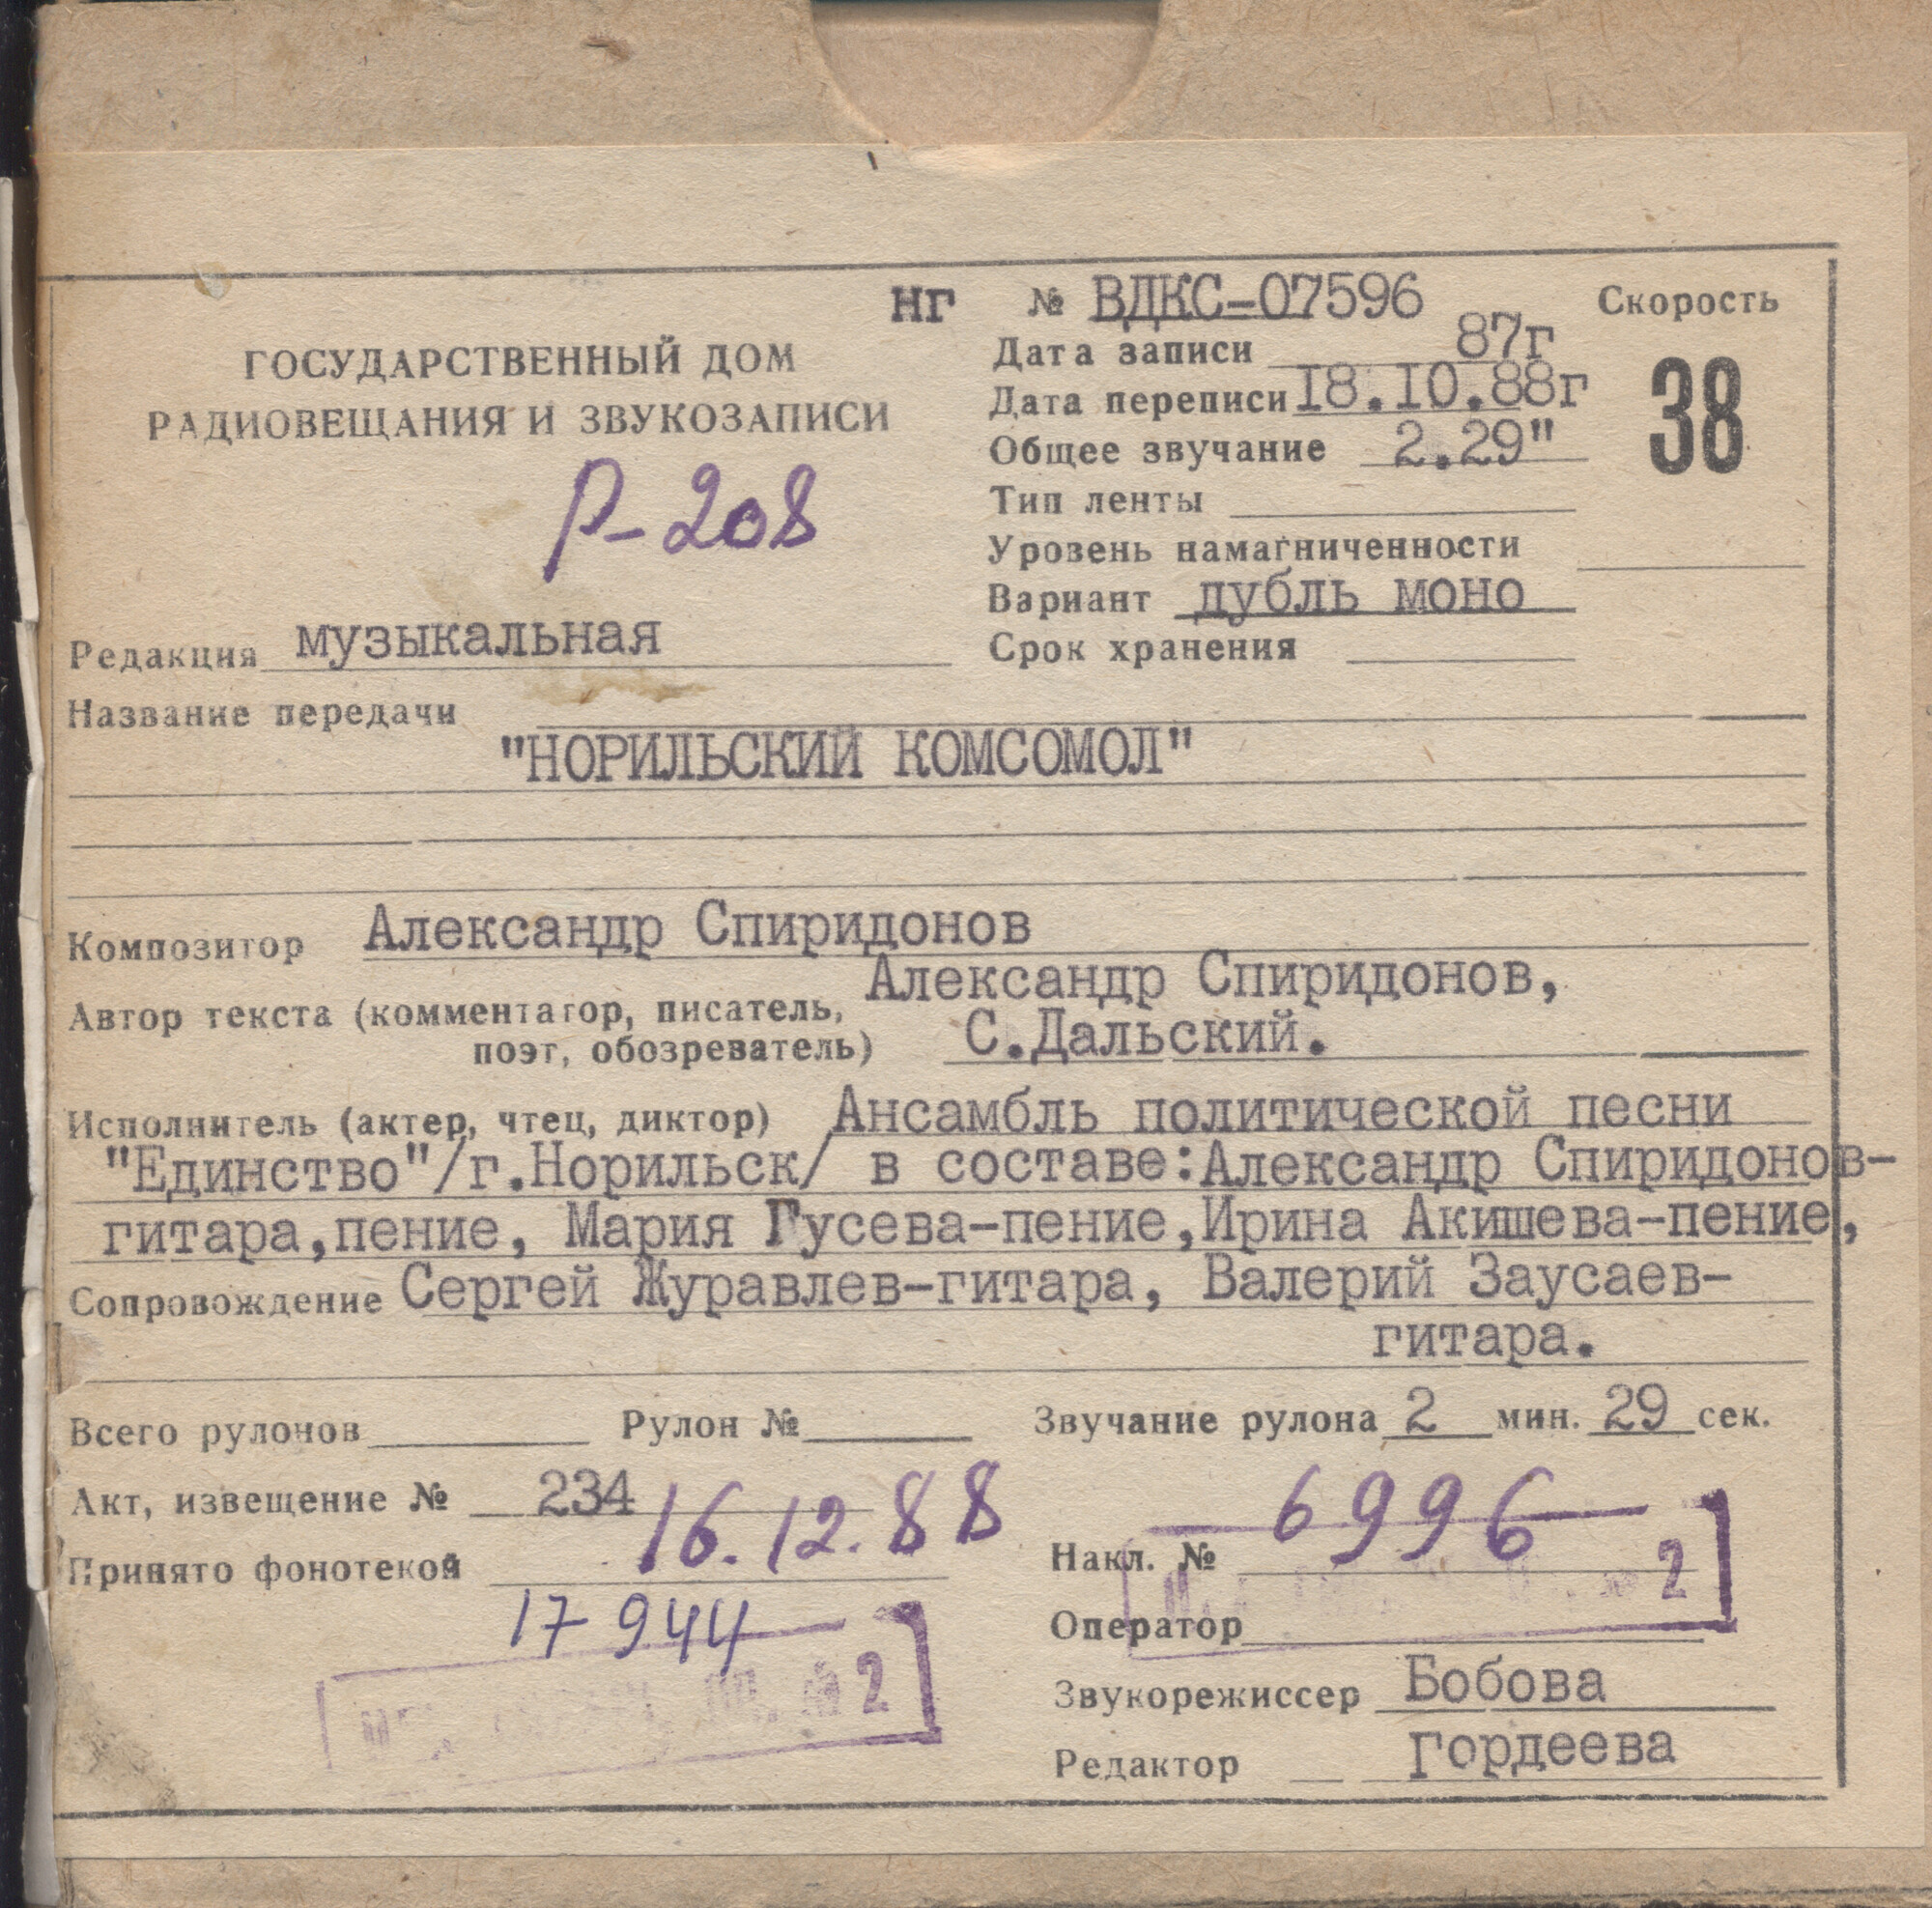 нг № ВДКС-07596 Скорость
ГОСУДАРСТВЕННЫЙ ДОМ
РАДИОВЕЩАНИЯ И ЗВУКОЗАПИСИ
Дата записи 87г
Дата переписи I8.IO.88г
38
Общее звучание 2.29"
Р-208
Тип ленты
Уровень намагниченности
Вариант дубль моно
Редакция музыкальная
Срок хранения
Название передачи
"НОРИЛЬСКИЙ КОМСОМОЛ"
Композитор Александр Спиридонов
Автор текста (комментатор, писатель, Александр Спиридонов,
поэт, обозреватель) С.Дальский.
Исполнитель (актер, чтец, диктор) Ансамбль политической песни
"Единство"/г.Норильск/ в составе:Александр Спиридонов-
гитара,пение, Мария Гусева-пение,Ирина Акишева-пение,
Сопровождение Сергей Журавлев-гитара, Валерий Заусаев-
гитара.
Всего рулонов Рулон № Звучание рулона 2 мин. 29 сек.
Акт, извещение № 234
Принято фонотекой 16.12.88
Накл. № 6996
2
17944
2
Оператор
Звукорежиссер Бобова
Редактор Гордеева